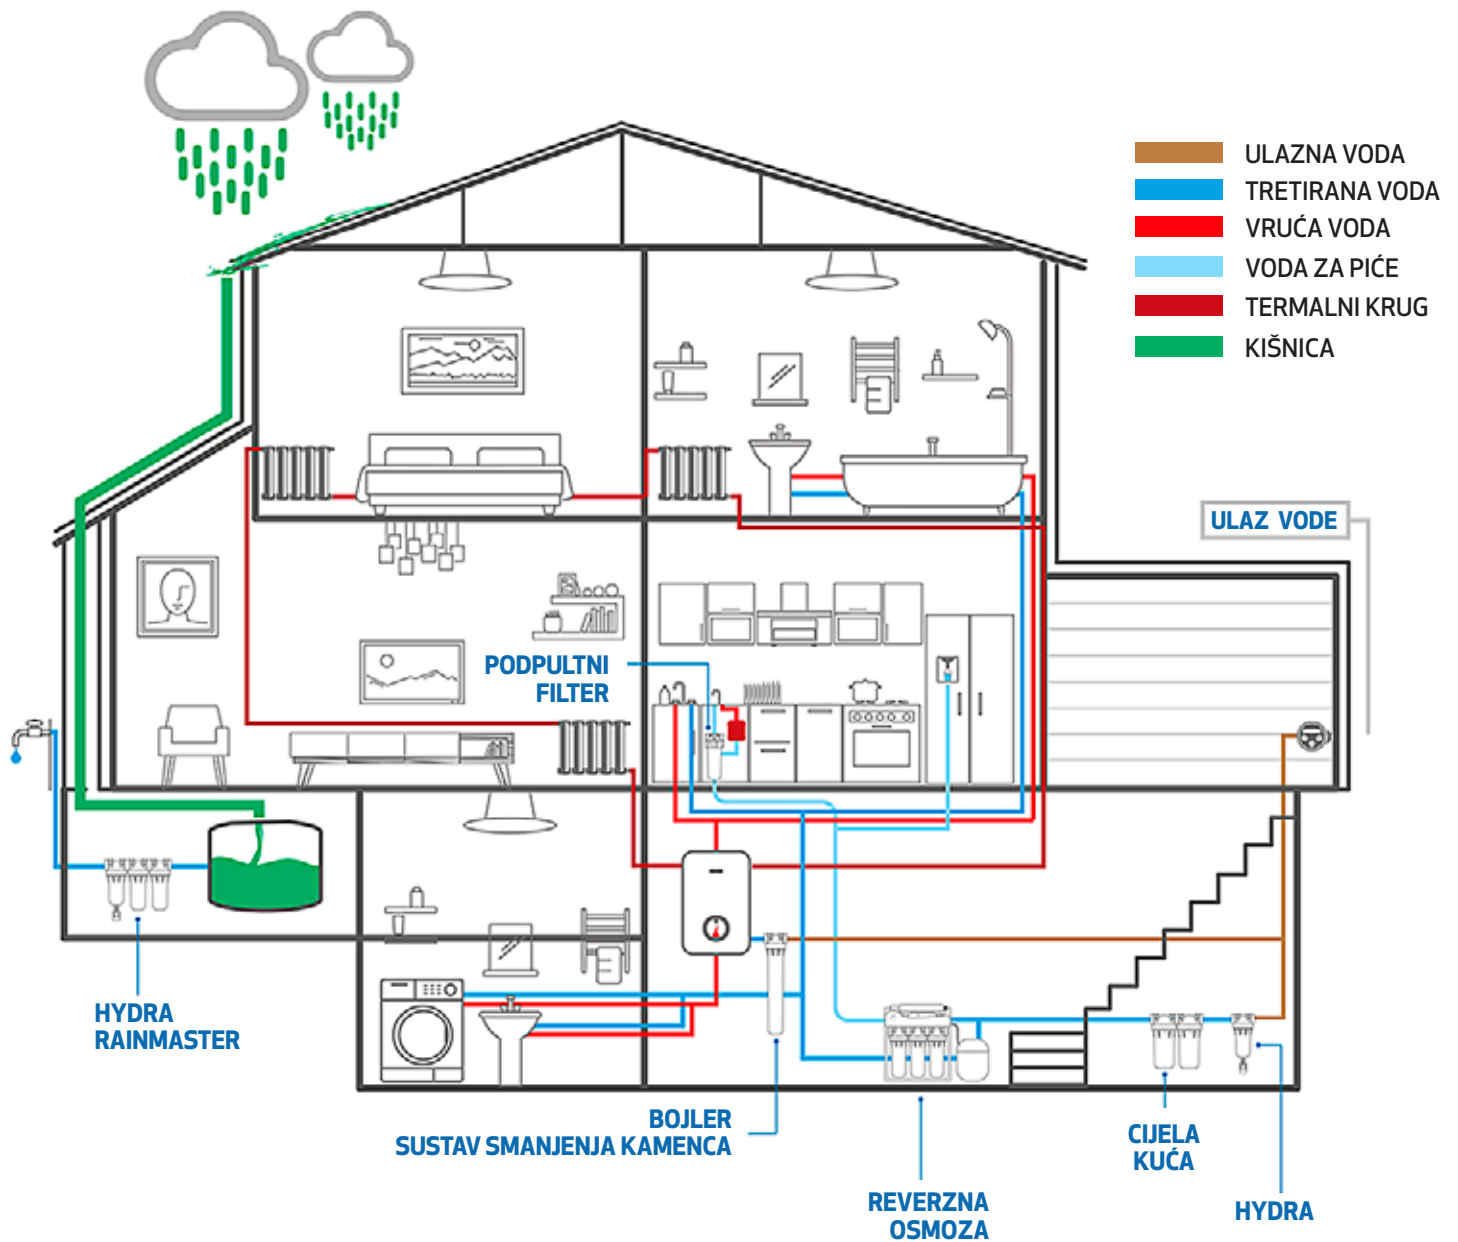 ULAZNA VODA
TRETIRANA VODA
VRUĆA VODA
VODA ZA PIĆE
TERMALNI KRUG
KIŠNICA
ULAZ VODE
PODPULTNI
FILTER
HYDRA
RAINMASTER
BOJLER
SUSTAV SMANJENJA KAMENCA
REVERZNA
OSMOZA
CIJELA
KUĆA
HYDRA